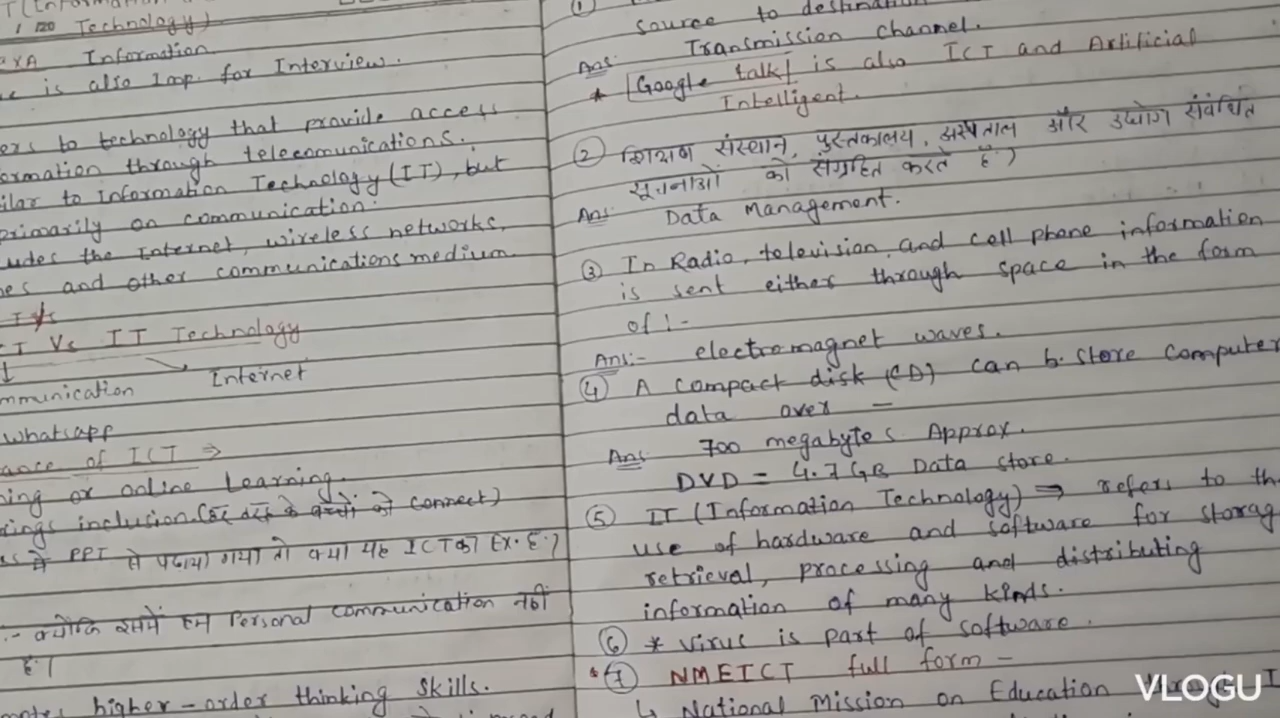 Technology)
Information
is also Imp. for Interview.
to technology that provide access
through telecomunications.
to information Technology (IT), but
primarily on communication.
the Internet, wireless networks,
and other communications medium.
Vs IT Technology
Internet
whatsapp
of ICT ⇒
or online Learning.
inclusion. के बच्चों को connect)
में PPT से पढ़ाया गया तो क्या यह ICT का Ex. है?
:- क्योंकि इसमें हम Personal communication नहीं
है।
higher-order thinking skills.
①
source to destination
Transmission channel.
Ans:
* Google talk is also ICT and Artificial
Intelligent.
② शिक्षण संस्थान, पुस्तकालय, अस्पताल और उद्योग संबंधित
सूचनाओं को संग्रहित करते हैं?
Ans: Data Management.
③ In Radio, television, and cell phone information
is sent either through space in the form
of :-
Ans:- electromagnet waves.
④ A compact disk (CD) can b. store computer
data over -
Ans 700 megabytes Approx.
DVD = 4.7 GB Data store.
⑤ IT (Information Technology) ⇒ refers to
use of hardware and software for
retrieval, processing and distributing
information of many kinds.
⑥ * Virus is part of software.
*⑦ NMEICT full form -
↳ National Mission on Education
VLOGU